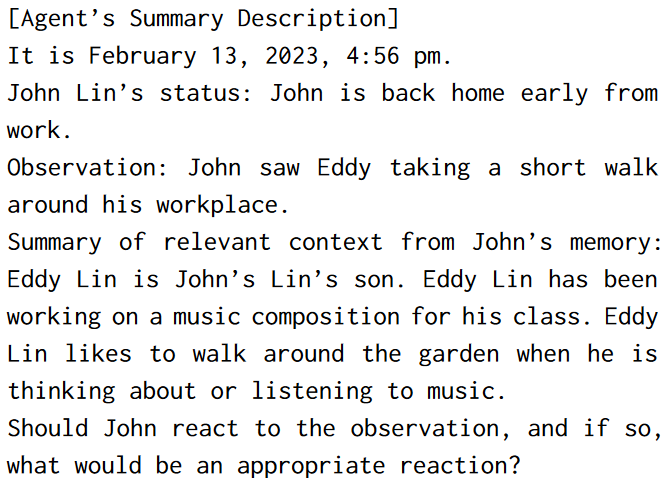 [Agent’s Summary Description]
It is February 13, 2023, 4:56 pm.
John Lin’s status: John is back home early from
work.
Observation: John saw Eddy taking a short walk
around his workplace.
Summary of relevant context from John’s memory:
Eddy Lin is John’s Lin’s son. Eddy Lin has been
working on a music composition for his class. Eddy
Lin likes to walk around the garden when he is
thinking about or listening to music.
Should John react to the observation, and if so,
what would be an appropriate reaction?